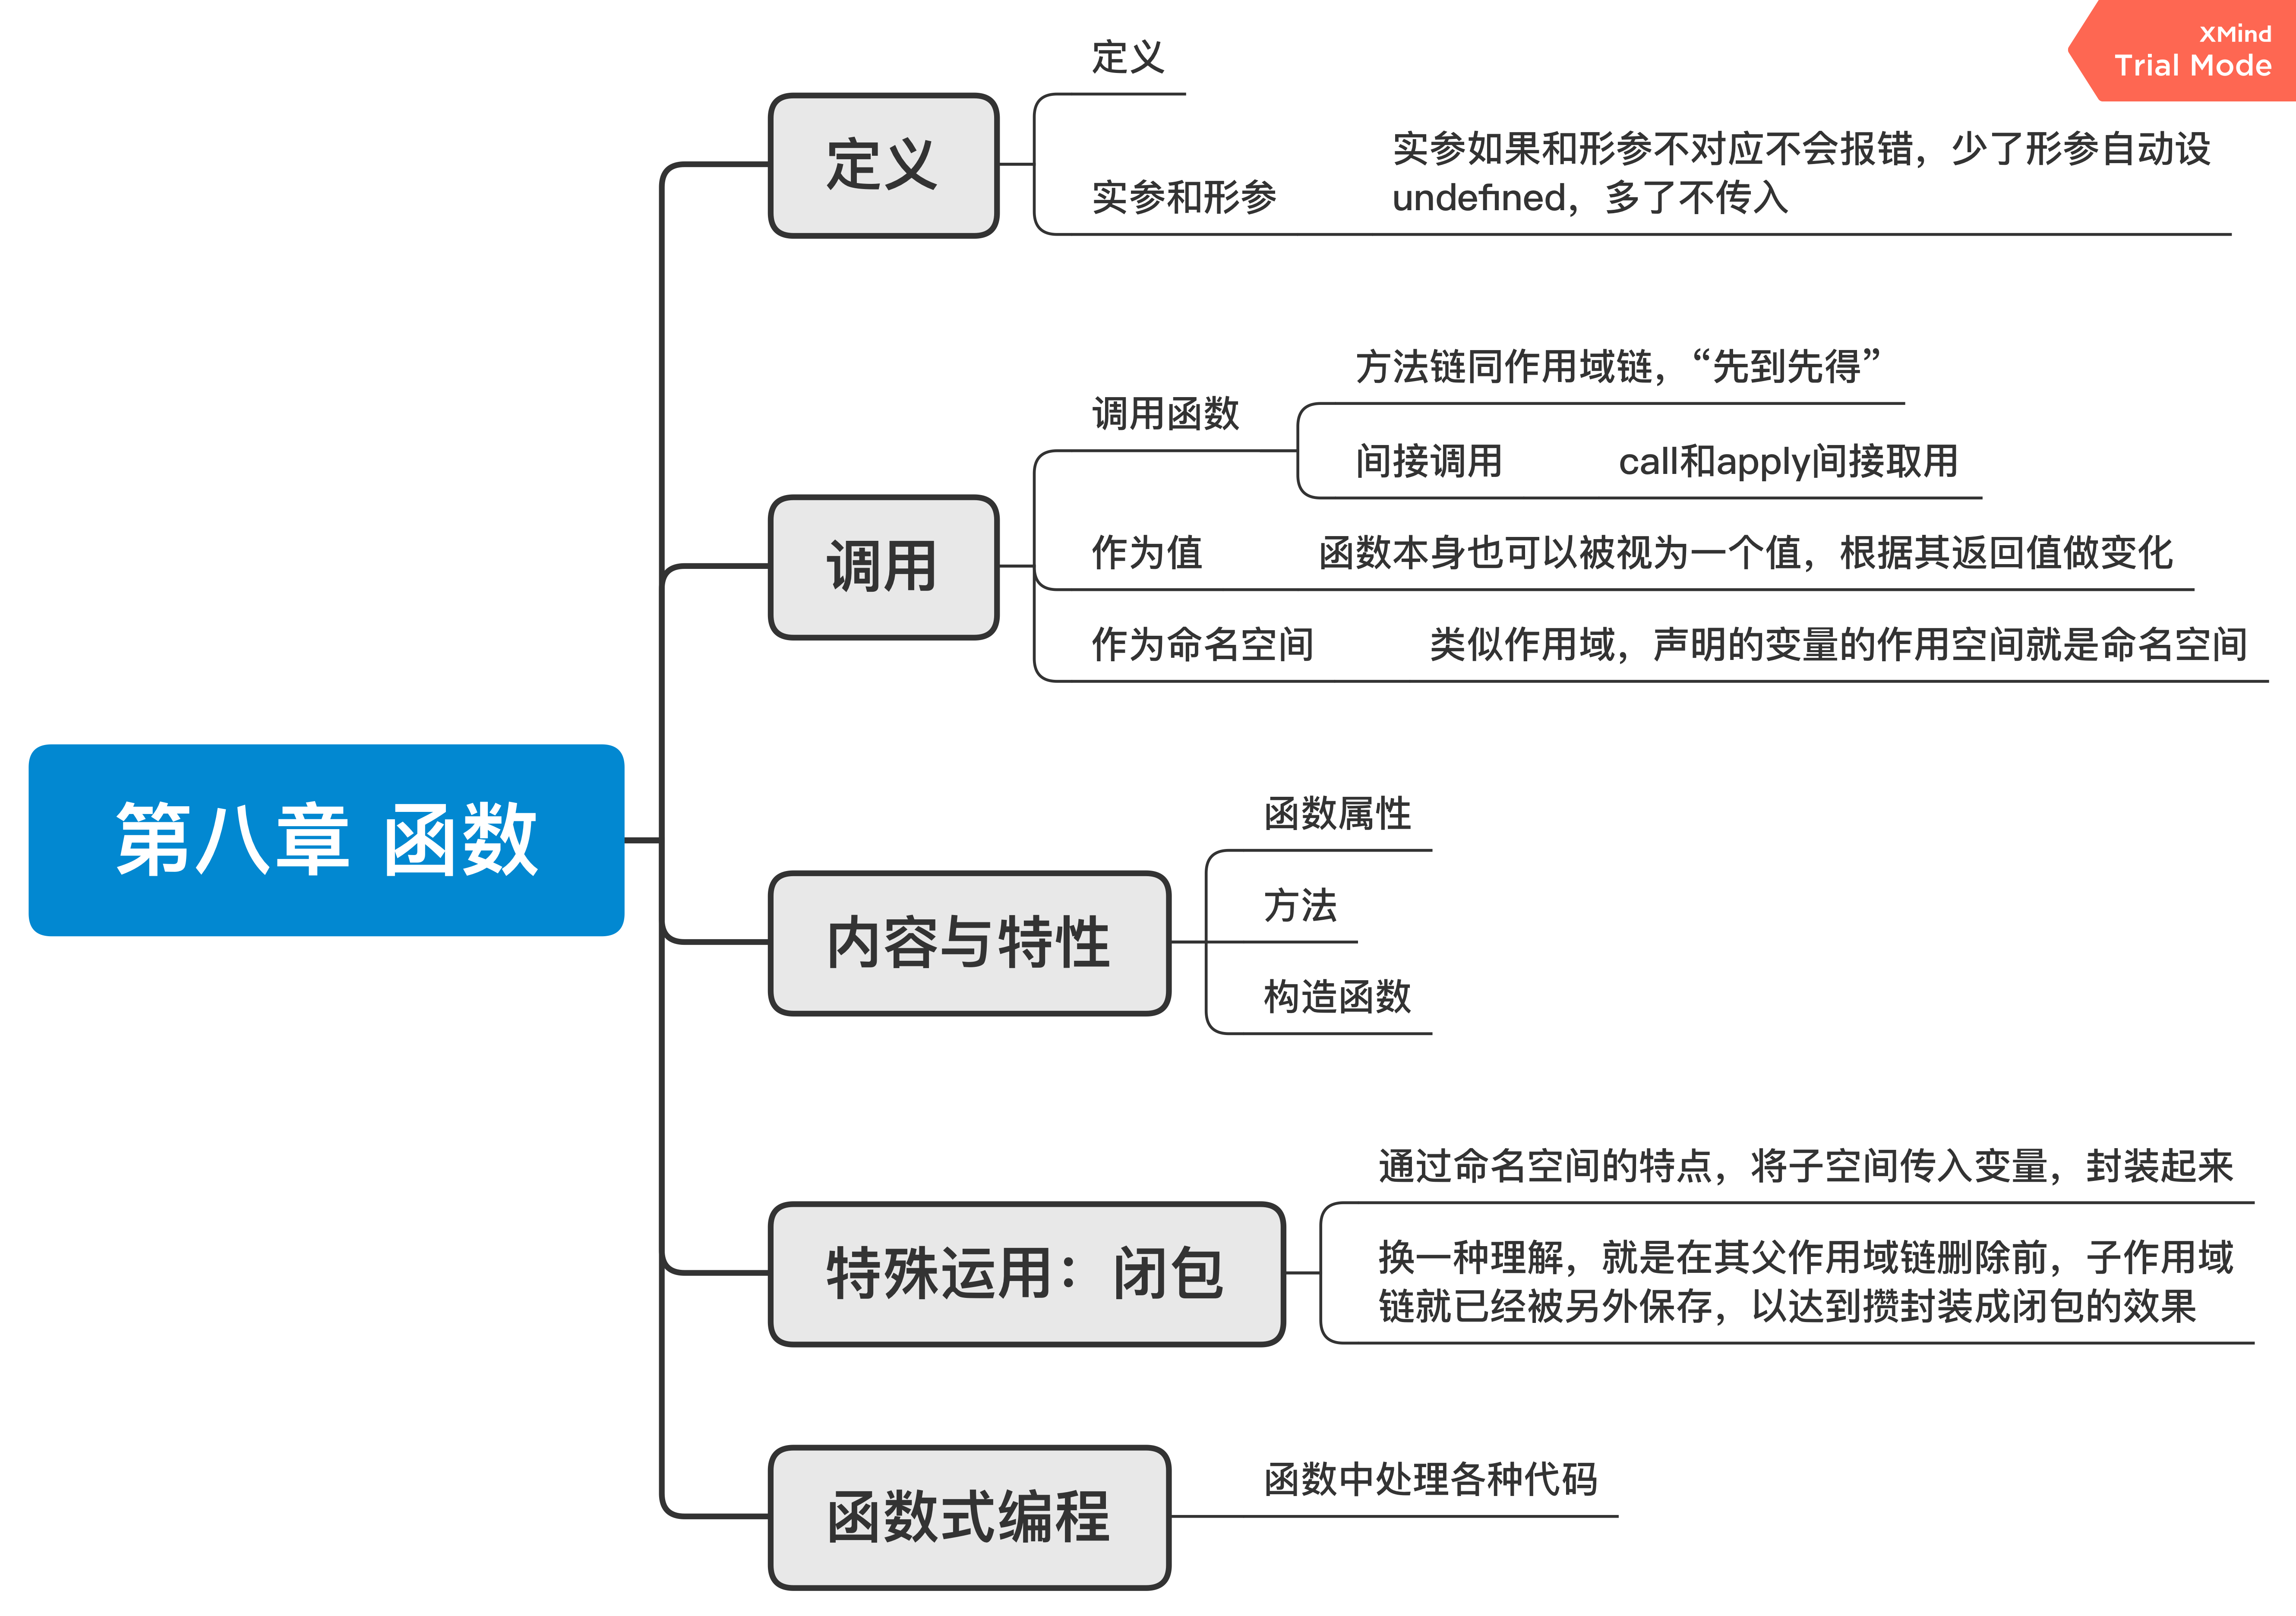 XMind
Trial Mode
定义
定义
实参和形参
实参如果和形参不对应不会报错，少了形参自动设
undefined，多了不传入
调用
调用函数
方法链同作用域链，“先到先得”
间接调用
call和apply间接取用
作为值
函数本身也可以被视为一个值，根据其返回值做变化
作为命名空间
类似作用域，声明的变量的作用空间就是命名空间
第八章 函数
内容与特性
函数属性
方法
构造函数
特殊运用：闭包
通过命名空间的特点，将子空间传入变量，封装起来
换一种理解，就是在其父作用域链删除前，子作用域
链就已经被另外保存，以达到攒封装成闭包的效果
函数式编程
函数中处理各种代码